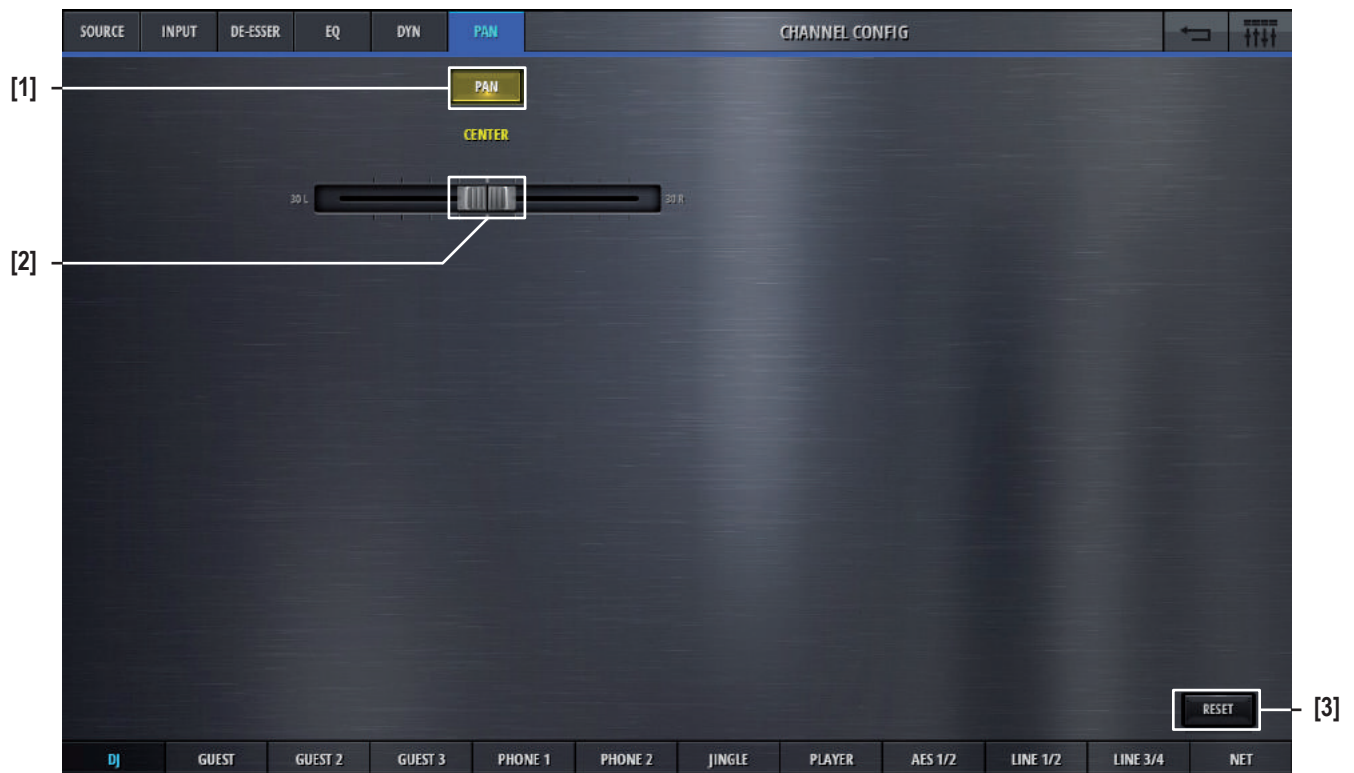 SOURCE INPUT DE-ESSER EQ DYN PAN CHANNEL CONFIG
[1] PAN
CENTER
30 L 30 R
[2]
RESET [3]
DJ GUEST GUEST 2 GUEST 3 PHONE 1 PHONE 2 JINGLE PLAYER AES 1/2 LINE 1/2 LINE 3/4 NET